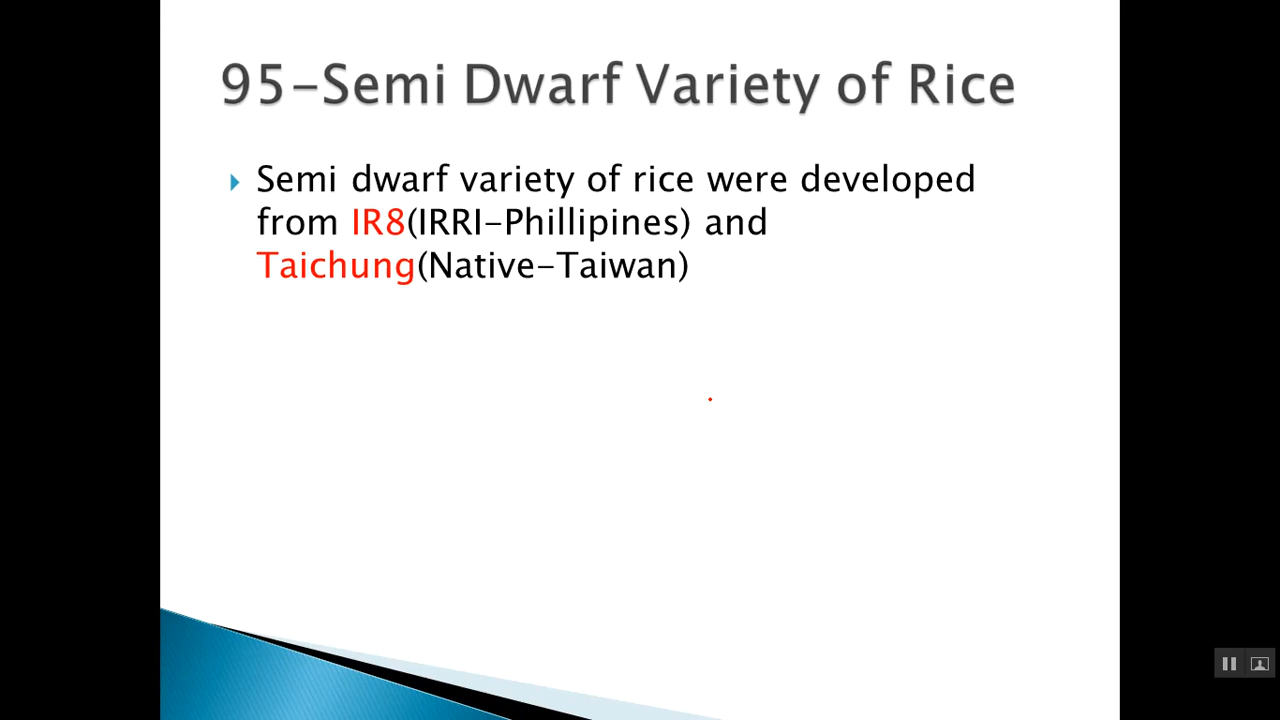 95-Semi Dwarf Variety of Rice
Semi dwarf variety of rice were developed
from IR8(IRRI-Phillipines) and
Taichung(Native-Taiwan)